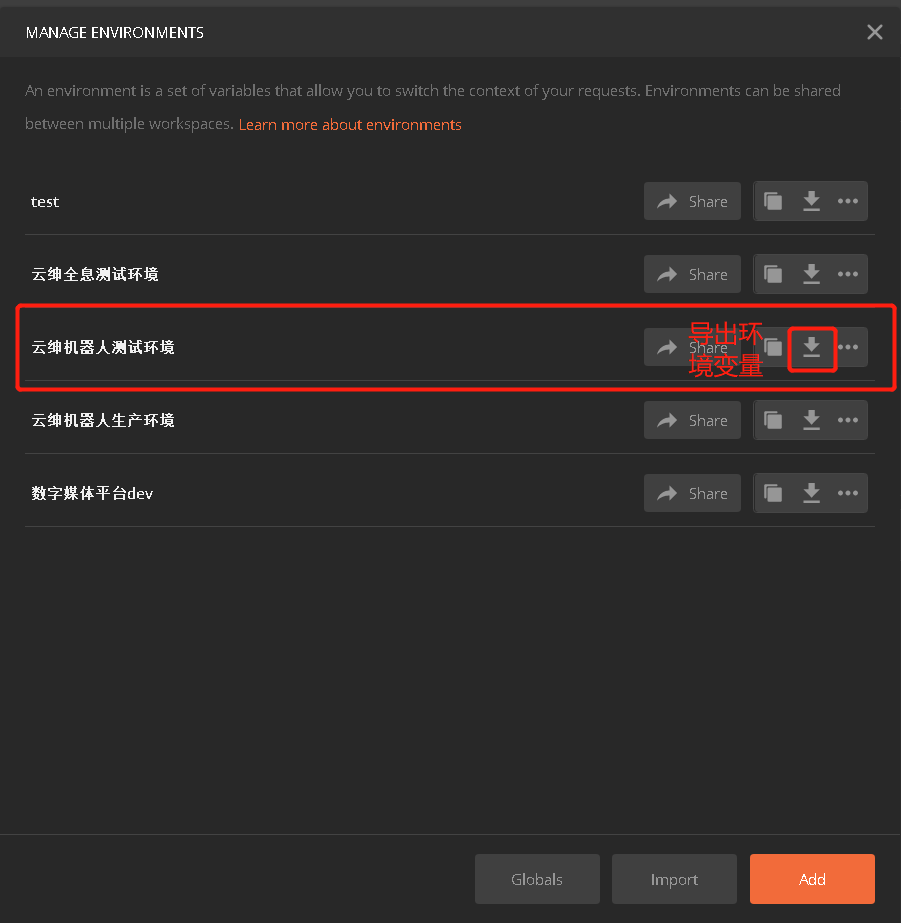 MANAGE ENVIRONMENTS
An environment is a set of variables that allow you to switch the context of your requests. Environments can be shared
between multiple workspaces. Learn more about environments
test
Share
云绅全息测试环境
Share
云绅机器人测试环境
Share
导出环
境变量
云绅机器人生产环境
Share
数字媒体平台dev
Share
Globals
Import
Add